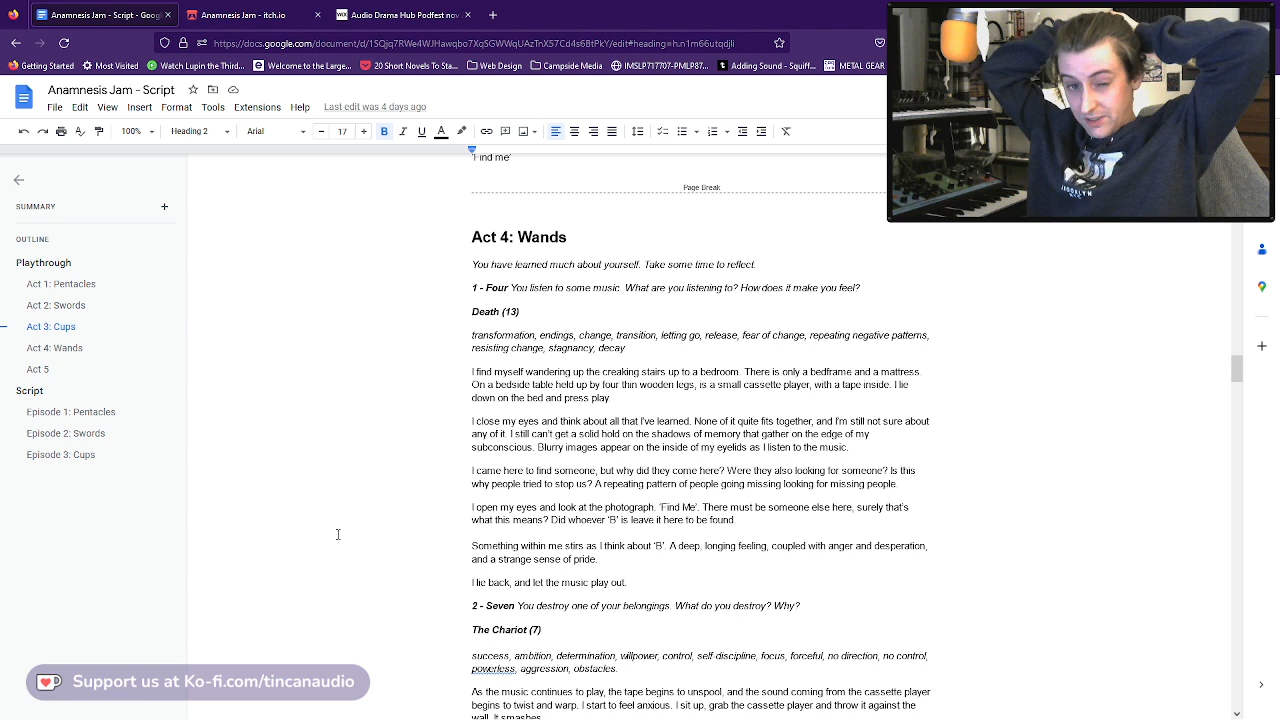 Anamnesis Jam - Script - Goog
Anamnesis Jam - itch.io
Audio Drama Hub Podfest nov
https://docs.google.com/document/d/1SQjq7RWe4WJHawqbo7XqSGWWqUAzTnXS7Cd4s6BtPkY/edit#heading=h.n1m66utqdjli
Getting Started
Most Visited
Watch Lupin the Third...
Welcome to the Large...
20 Short Novels To Sta...
Web Design
Campside Media
IMSLP717707-PMLP87...
Adding Sound - Squiff...
METAL GEAR
Anamnesis Jam - Script
File Edit View Insert Format Tools Extensions Help Last edit was 4 days ago
100% Heading 2 Arial 17
'Find me'
Page Break
SUMMARY
OUTLINE
Playthrough
Act 1: Pentacles
Act 2: Swords
Act 3: Cups
Act 4: Wands
Act 5
Script
Episode 1: Pentacles
Episode 2: Swords
Episode 3: Cups
Act 4: Wands
You have learned much about yourself. Take some time to reflect.
1 - Four You listen to some music. What are you listening to? How does it make you feel?
Death (13)
transformation, endings, change, transition, letting go, release, fear of change, repeating negative patterns,
resisting change, stagnancy, decay
I find myself wandering up the creaking stairs up to a bedroom. There is only a bedframe and a mattress.
On a bedside table held up by four thin wooden legs, is a small cassette player, with a tape inside. I lie
down on the bed and press play
I close my eyes and think about all that I've learned. None of it quite fits together, and I'm still not sure about
any of it. I still can't get a solid hold on the shadows of memory that gather on the edge of my
subconscious. Blurry images appear on the inside of my eyelids as I listen to the music.
I came here to find someone, but why did they come here? Were they also looking for someone? Is this
why people tried to stop us? A repeating pattern of people going missing looking for missing people.
I open my eyes and look at the photograph. 'Find Me'. There must be someone else here, surely that's
what this means? Did whoever 'B' is leave it here to be found.
Something within me stirs as I think about 'B'. A deep, longing feeling, coupled with anger and desperation,
and a strange sense of pride.
I lie back, and let the music play out.
2 - Seven You destroy one of your belongings. What do you destroy? Why?
The Chariot (7)
success, ambition, determination, willpower, control, self-discipline, focus, forceful, no direction, no control,
powerless, aggression, obstacles.
As the music continues to play, the tape begins to unspool, and the sound coming from the cassette player
begins to twist and warp. I start to feel anxious. I sit up, grab the cassette player and throw it against the
wall. It smashes
Support us at Ko-fi.com/tincanaudio
BROOKLYN